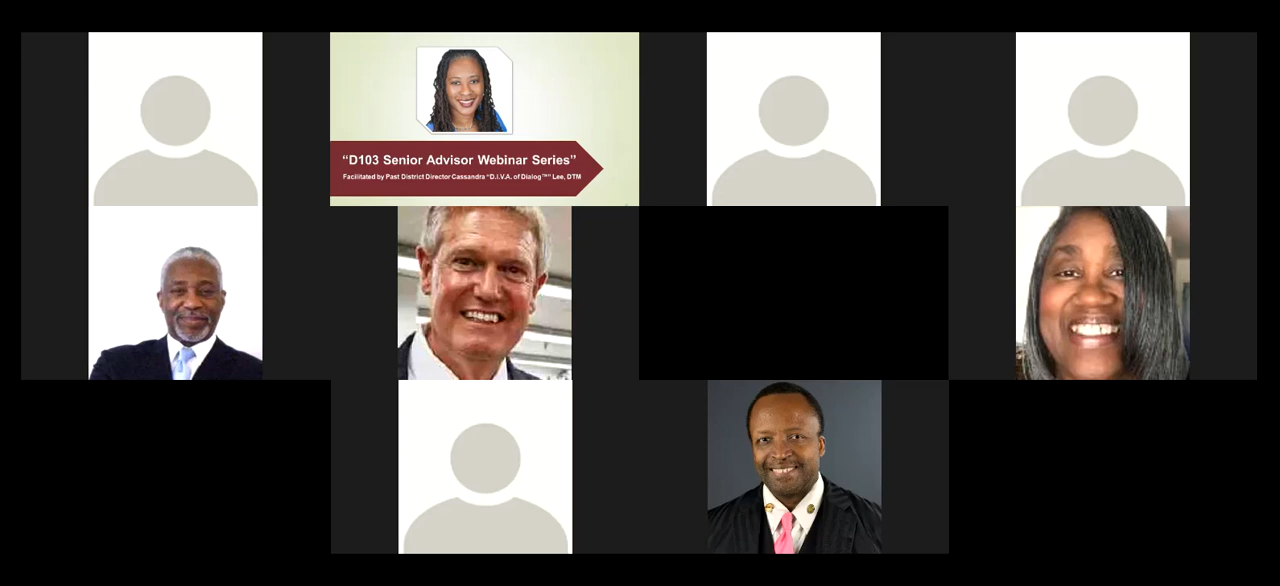 “D103 Senior Advisor Webinar Series”
Facilitated by Past District Director Cassandra “D.I.V.A. of Dialog™” Lee, DTM